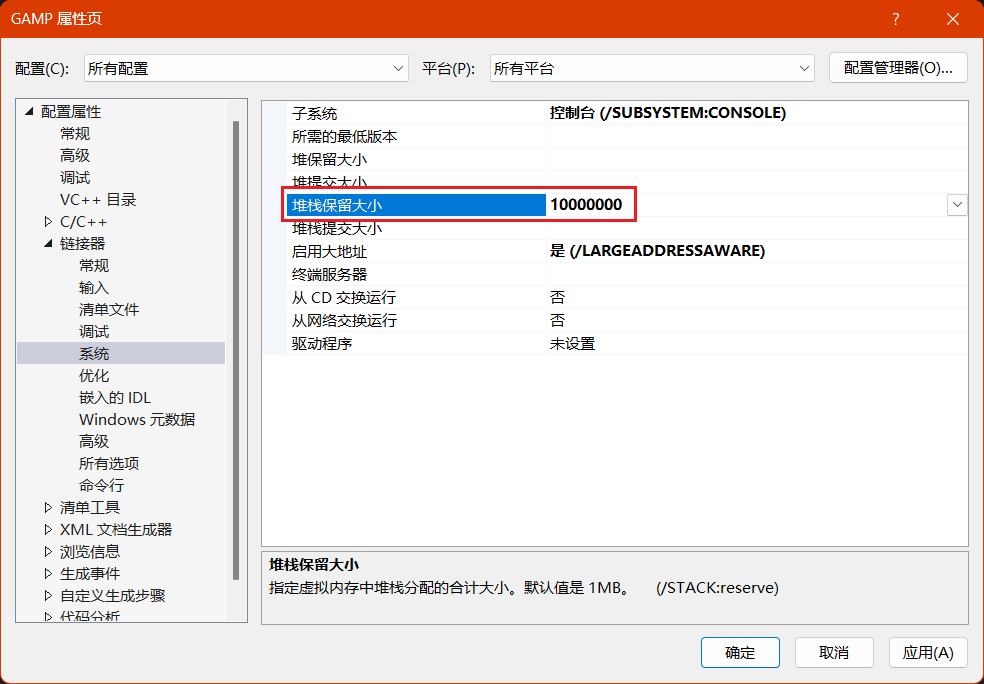 GAMP 属性页
配置(C): 所有配置 平台(P): 所有平台 配置管理器(O)...
配置属性
常规
高级
调试
VC++ 目录
C/C++
链接器
常规
输入
清单文件
调试
系统
优化
嵌入的 IDL
Windows 元数据
高级
所有选项
命令行
清单工具
XML 文档生成器
浏览信息
生成事件
自定义生成步骤
代码分析
子系统 控制台 (/SUBSYSTEM:CONSOLE)
所需的最低版本
堆保留大小
堆提交大小
堆栈保留大小 10000000
堆栈提交大小
启用大地址 是 (/LARGEADDRESSAWARE)
终端服务器
从 CD 交换运行 否
从网络交换运行 否
驱动程序 未设置
堆栈保留大小
指定虚拟内存中堆栈分配的合计大小。默认值是 1MB。 (/STACK:reserve)
确定 取消 应用(A)